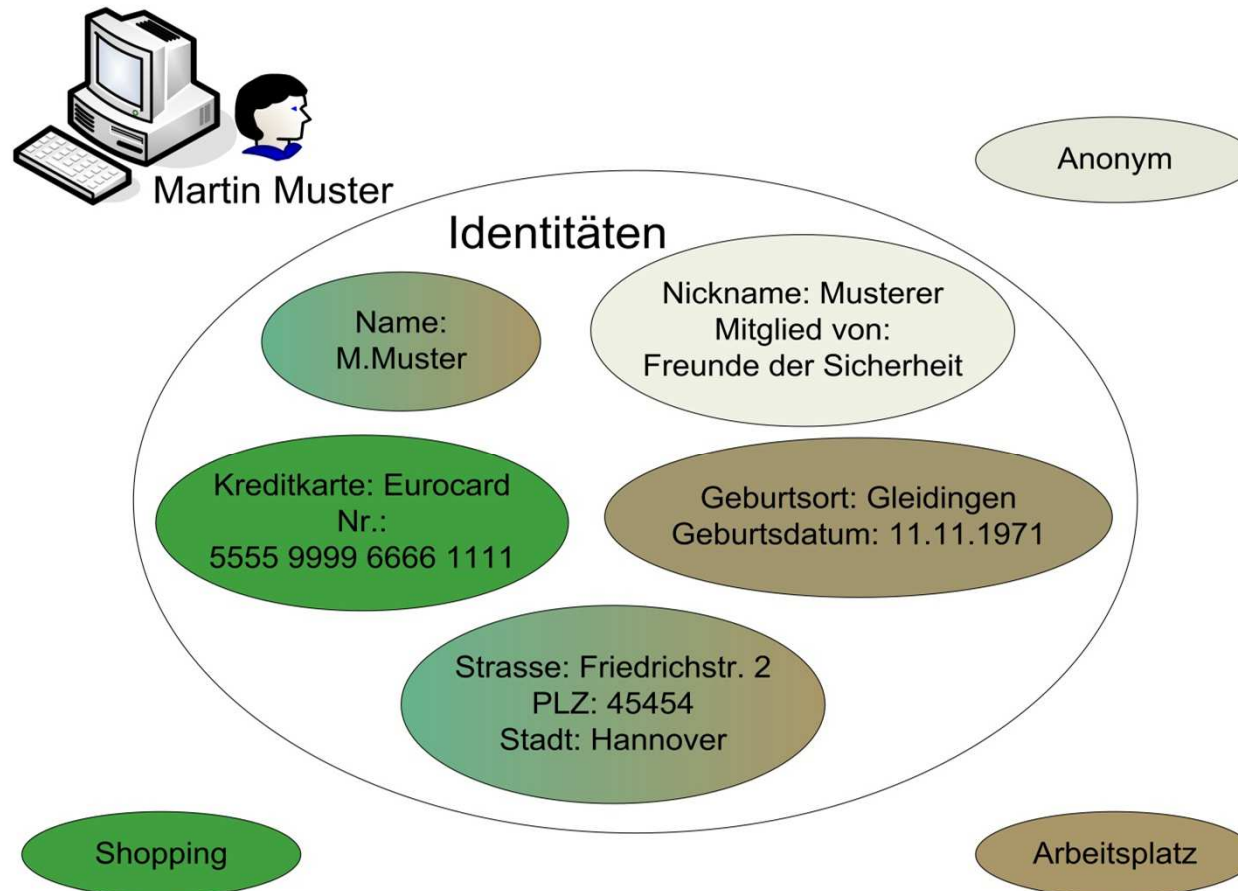 Martin Muster
Anonym
Identitäten
Name:
M.Muster
Nickname: Musterer
Mitglied von:
Freunde der Sicherheit
Kreditkarte: Eurocard
Nr.:
5555 9999 6666 1111
Geburtsort: Gleidingen
Geburtsdatum: 11.11.1971
Strasse: Friedrichstr. 2
PLZ: 45454
Stadt: Hannover
Shopping
Arbeitsplatz